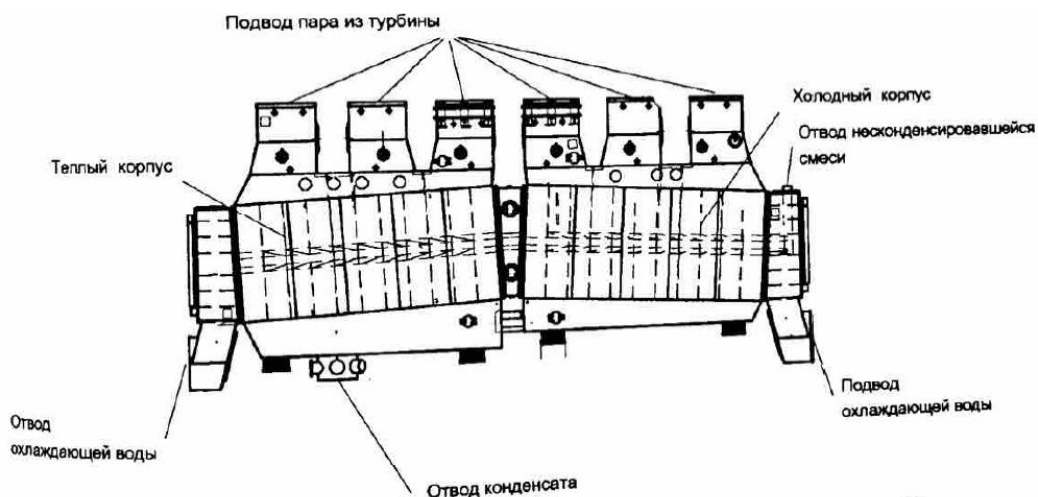 Подвод пара из турбины
Холодный корпус
Отвод несконденсировавшейся
смеси
Теплый корпус
Подвод
охлаждающей воды
Отвод
охлаждающей воды
Отвод конденсата